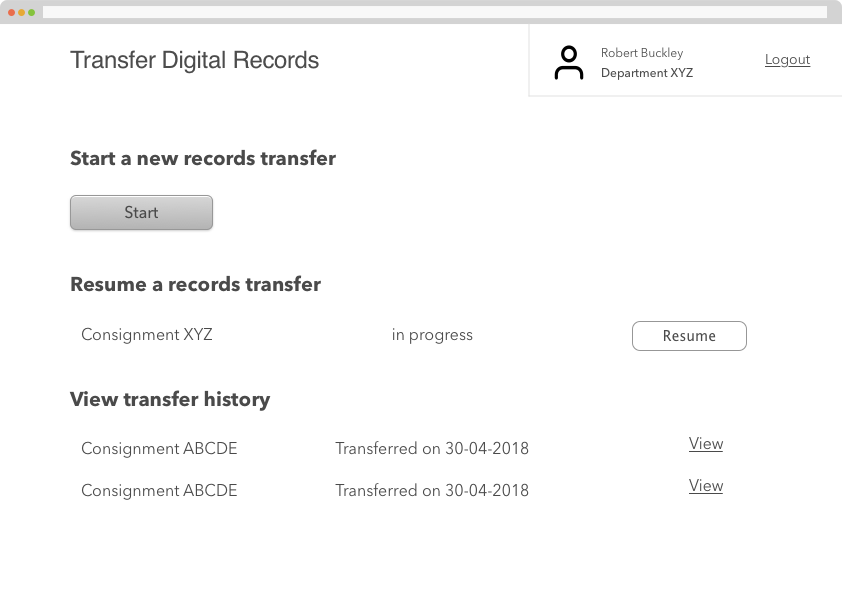 Transfer Digital Records
Robert Buckley
Department XYZ
Logout
Start a new records transfer
Start
Resume a records transfer
Consignment XYZ in progress Resume
View transfer history
Consignment ABCDE Transferred on 30-04-2018 View
Consignment ABCDE Transferred on 30-04-2018 View